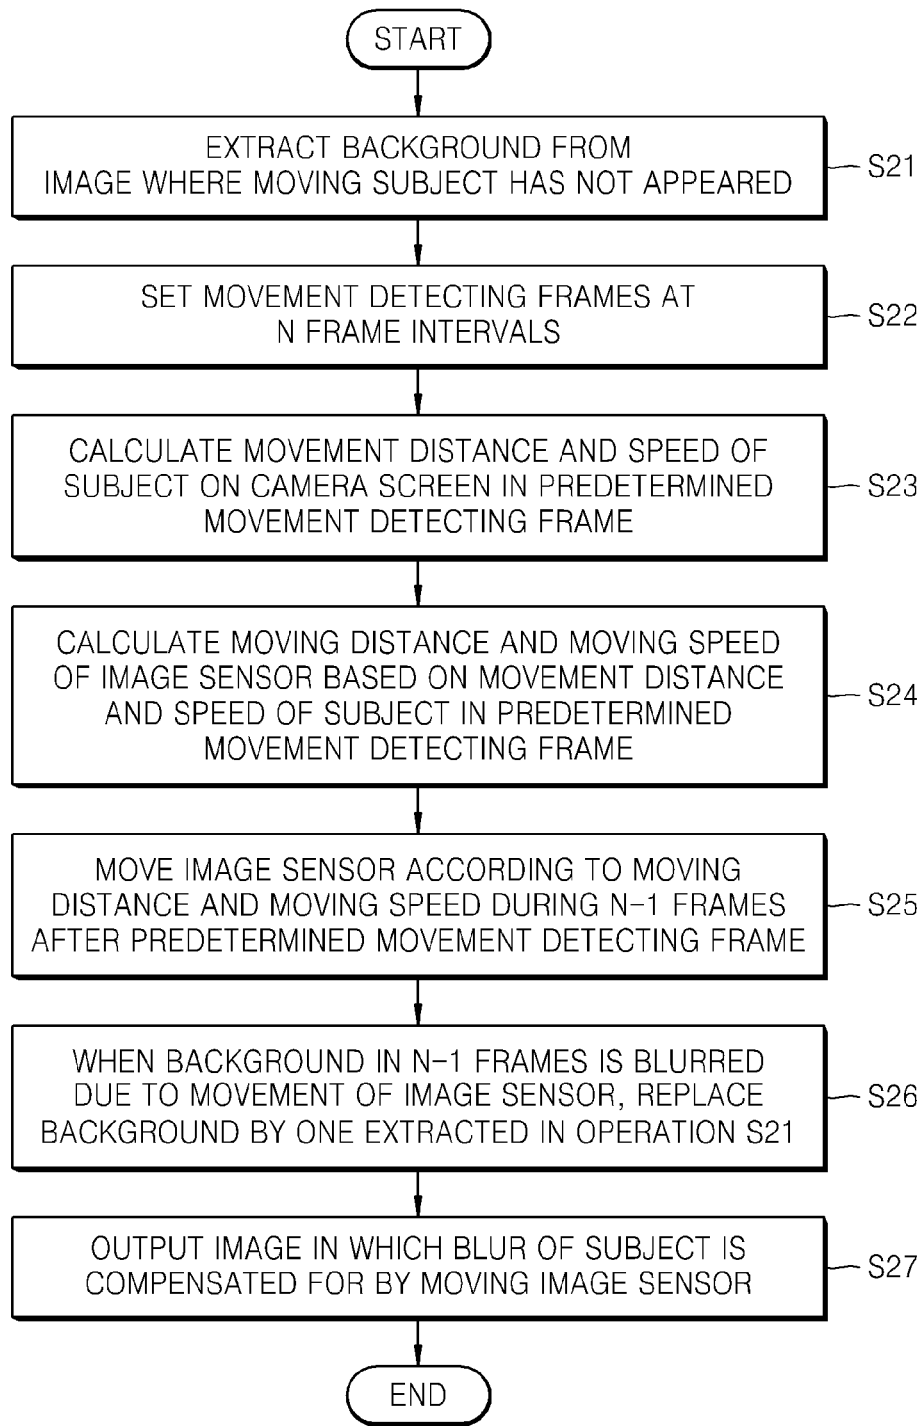 START
EXTRACT BACKGROUND FROM
IMAGE WHERE MOVING SUBJECT HAS NOT APPEARED
S21
SET MOVEMENT DETECTING FRAMES AT
N FRAME INTERVALS
S22
CALCULATE MOVEMENT DISTANCE AND SPEED OF
SUBJECT ON CAMERA SCREEN IN PREDETERMINED
MOVEMENT DETECTING FRAME
S23
CALCULATE MOVING DISTANCE AND MOVING SPEED
OF IMAGE SENSOR BASED ON MOVEMENT DISTANCE
AND SPEED OF SUBJECT IN PREDETERMINED
MOVEMENT DETECTING FRAME
S24
MOVE IMAGE SENSOR ACCORDING TO MOVING
DISTANCE AND MOVING SPEED DURING N-1 FRAMES
AFTER PREDETERMINED MOVEMENT DETECTING FRAME
S25
WHEN BACKGROUND IN N-1 FRAMES IS BLURRED
DUE TO MOVEMENT OF IMAGE SENSOR, REPLACE
BACKGROUND BY ONE EXTRACTED IN OPERATION S21
S26
OUTPUT IMAGE IN WHICH BLUR OF SUBJECT IS
COMPENSATED FOR BY MOVING IMAGE SENSOR
S27
END